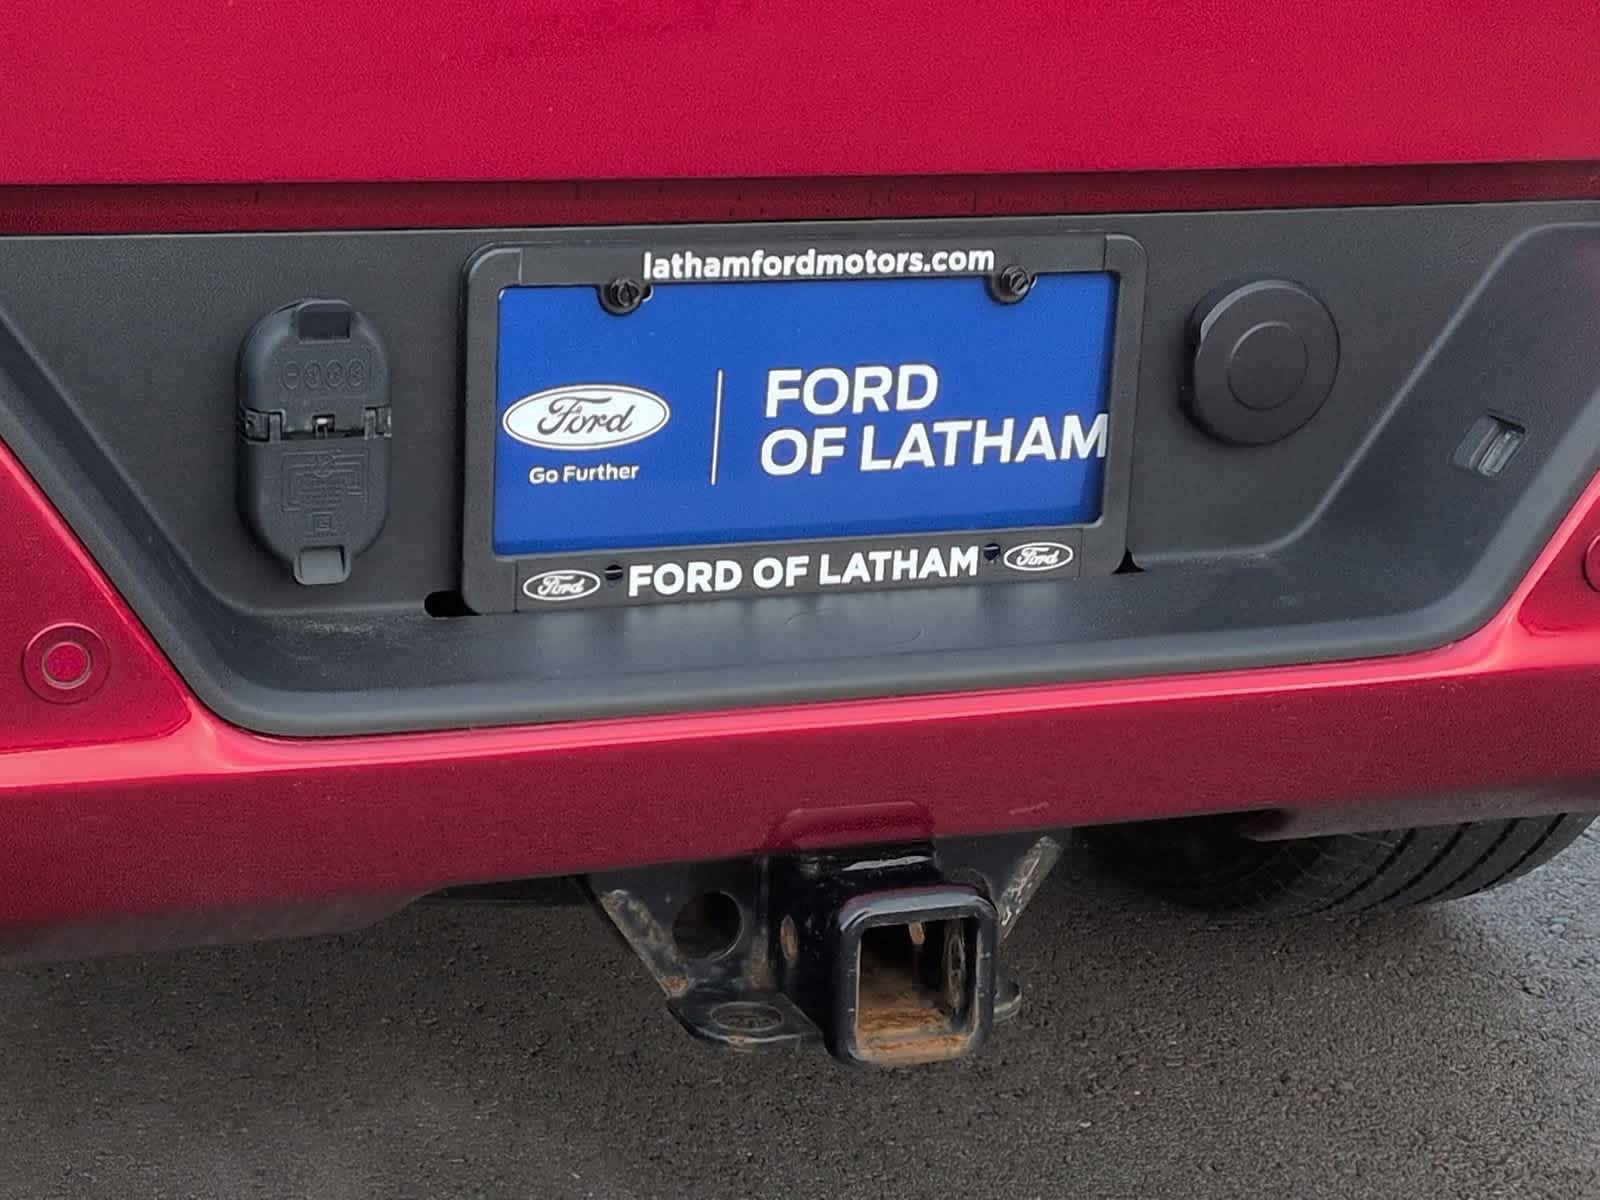 lathamfordmotors.com
Ford
Go Further
FORD
OF LATHAM
Ford FORD OF LATHAM Ford